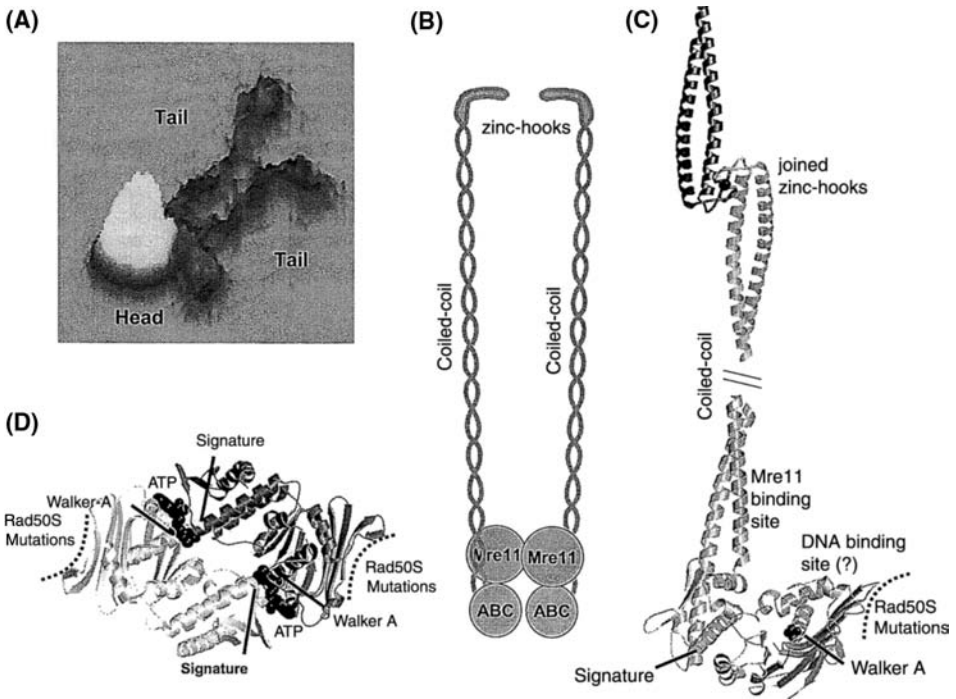 (A)
Tail
Tail
Head
(B)
zinc-hooks
Coiled-coil
Coiled-coil
Mre11
Mre11
ABC
ABC
(C)
joined
zinc-hooks
Coiled-coil
Mre11
binding
site
DNA binding
site (?)
Rad50S
Mutations
Walker A
Signature
(D)
Signature
ATP
Walker A
Rad50S
Mutations
Rad50S
Mutations
Walker A
ATP
Signature